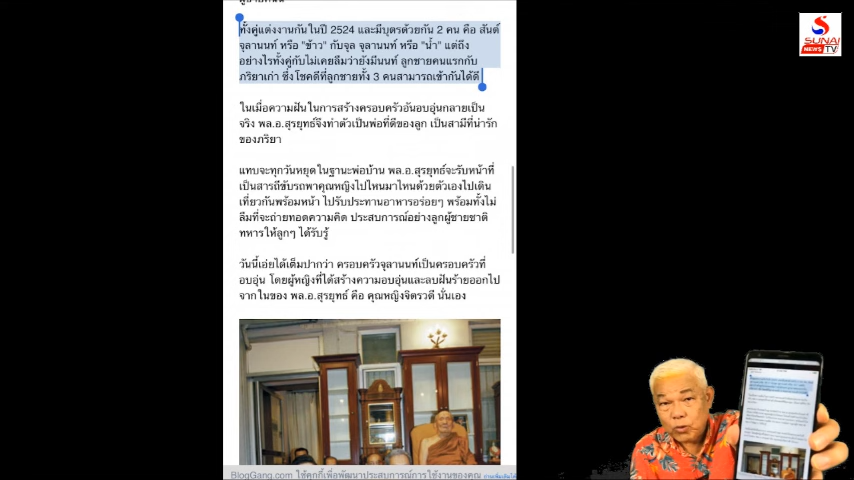 SUNAI
NEWS TV
ทั้งคู่แต่งงานกันในปี 2524 และมีบุตรด้วยกัน 2 คน คือ สันต์
จุลานนท์ หรือ "ข้าว" กับจุล จุลานนท์ หรือ "น้ำ" แต่ถึง
อย่างไรทั้งคู่ก็ไม่เคยลืมว่ายังมีนนท์ ลูกชายคนแรกกับ
ภริยาเก่า ซึ่งโชคดีที่ลูกชายทั้ง 3 คนสามารถเข้ากันได้ดี
ในเมื่อความฝันในการสร้างครอบครัวอันอบอุ่นกลายเป็น
จริง พล.อ.สุรยุทธ์จึงทำตัวเป็นพ่อที่ดีของลูก เป็นสามีที่น่ารัก
ของภริยา
แทบจะทุกวันหยุดในฐานะพ่อบ้าน พล.อ.สุรยุทธ์จะรับหน้าที่
เป็นสารถีขับรถพาคุณหญิงไปไหนมาไหนด้วยตัวเองไปเดิน
เที่ยวกันพร้อมหน้า ไปรับประทานอาหารอร่อยๆ พร้อมทั้งไม่
ลืมที่จะถ่ายทอดความคิด ประสบการณ์อย่างลูกผู้ชายชาติ
ทหารให้ลูกๆ ได้รับรู้
วันนี้เอ่ยได้เต็มปากว่า ครอบครัวจุลานนท์เป็นครอบครัวที่
อบอุ่น โดยผู้หญิงที่ได้สร้างความอบอุ่นและลบฝันร้ายออกไป
จากใจของ พล.อ.สุรยุทธ์ คือ คุณหญิงจิตรวดี นั่นเอง
BlogGang.com ใช้คุกกี้เพื่อพัฒนาประสบการณ์การใช้งานของคุณ